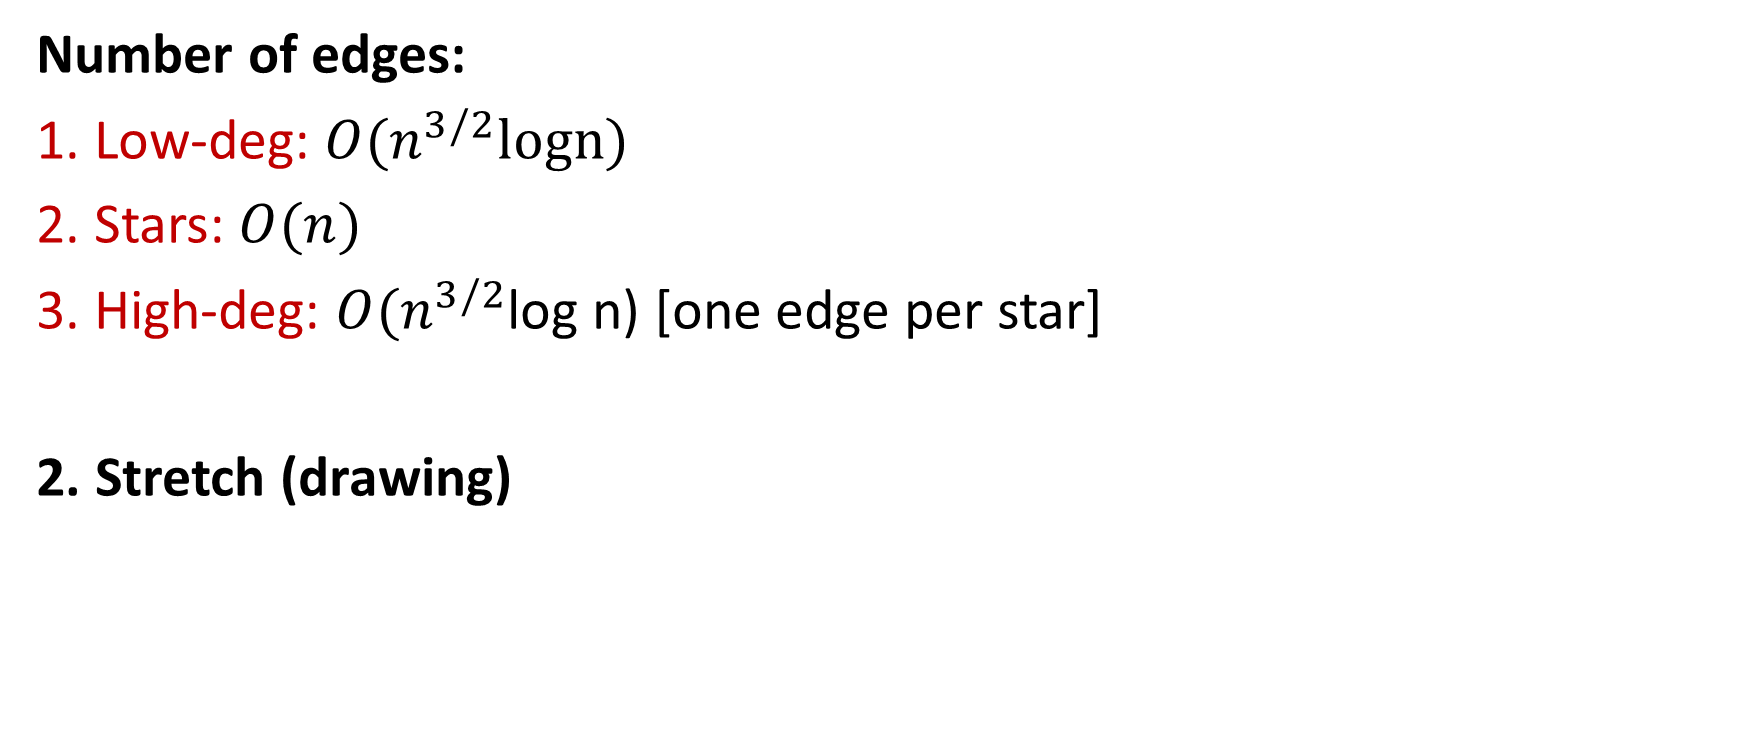 Number of edges:
1. Low-deg: O(n^{3/2}logn)
2. Stars: O(n)
3. High-deg: O(n^{3/2}log n) [one edge per star]
2. Stretch (drawing)